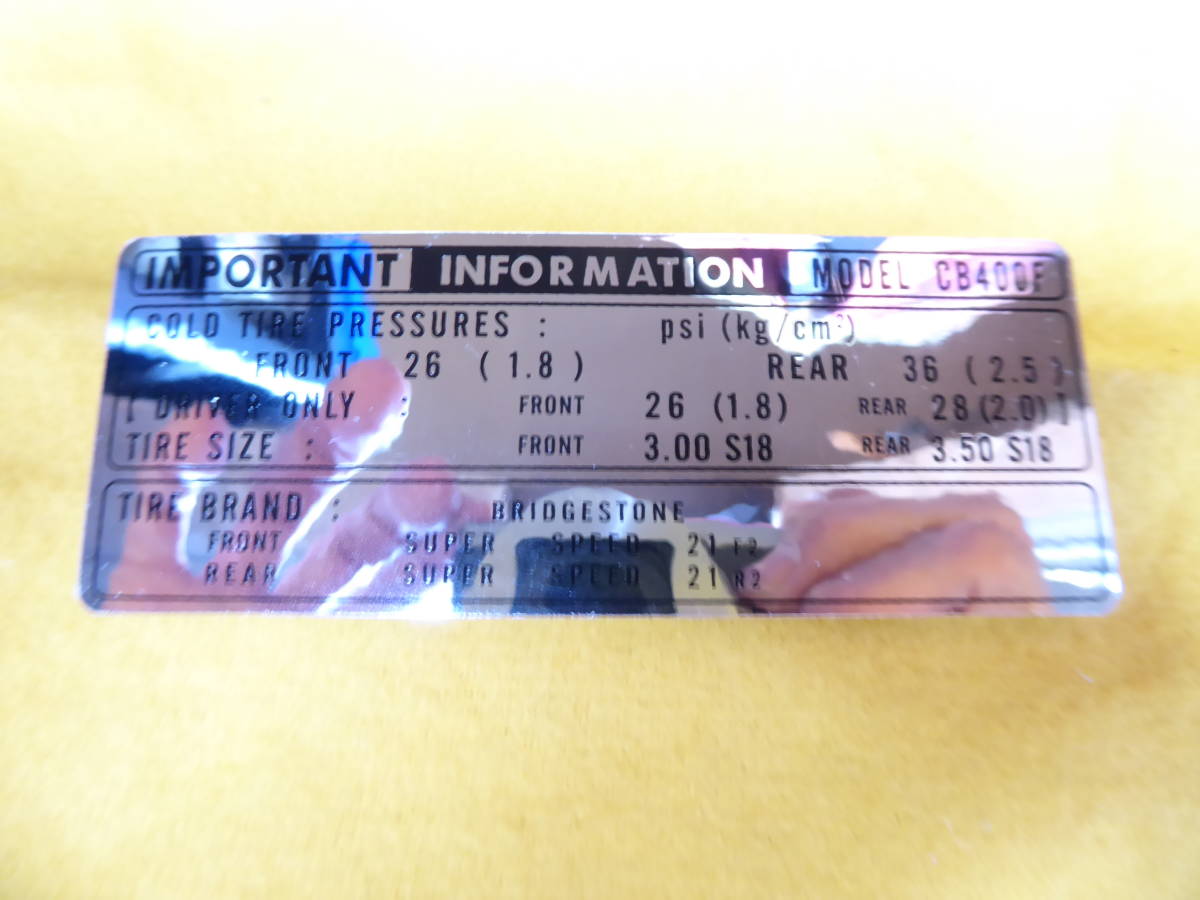 IMPORTANT INFORMATION MODEL CB400F
COLD TIRE PRESSURES : psi (kg/cm²)
FRONT 26 (1.8) REAR 36 (2.5)
[ DRIVER ONLY : FRONT 26 (1.8) REAR 28 (2.0) ]
TIRE SIZE : FRONT 3.00 S18 REAR 3.50 S18
TIRE BRAND : BRIDGESTONE
FRONT SUPER SPEED 21 F2
REAR SUPER SPEED 21 R2